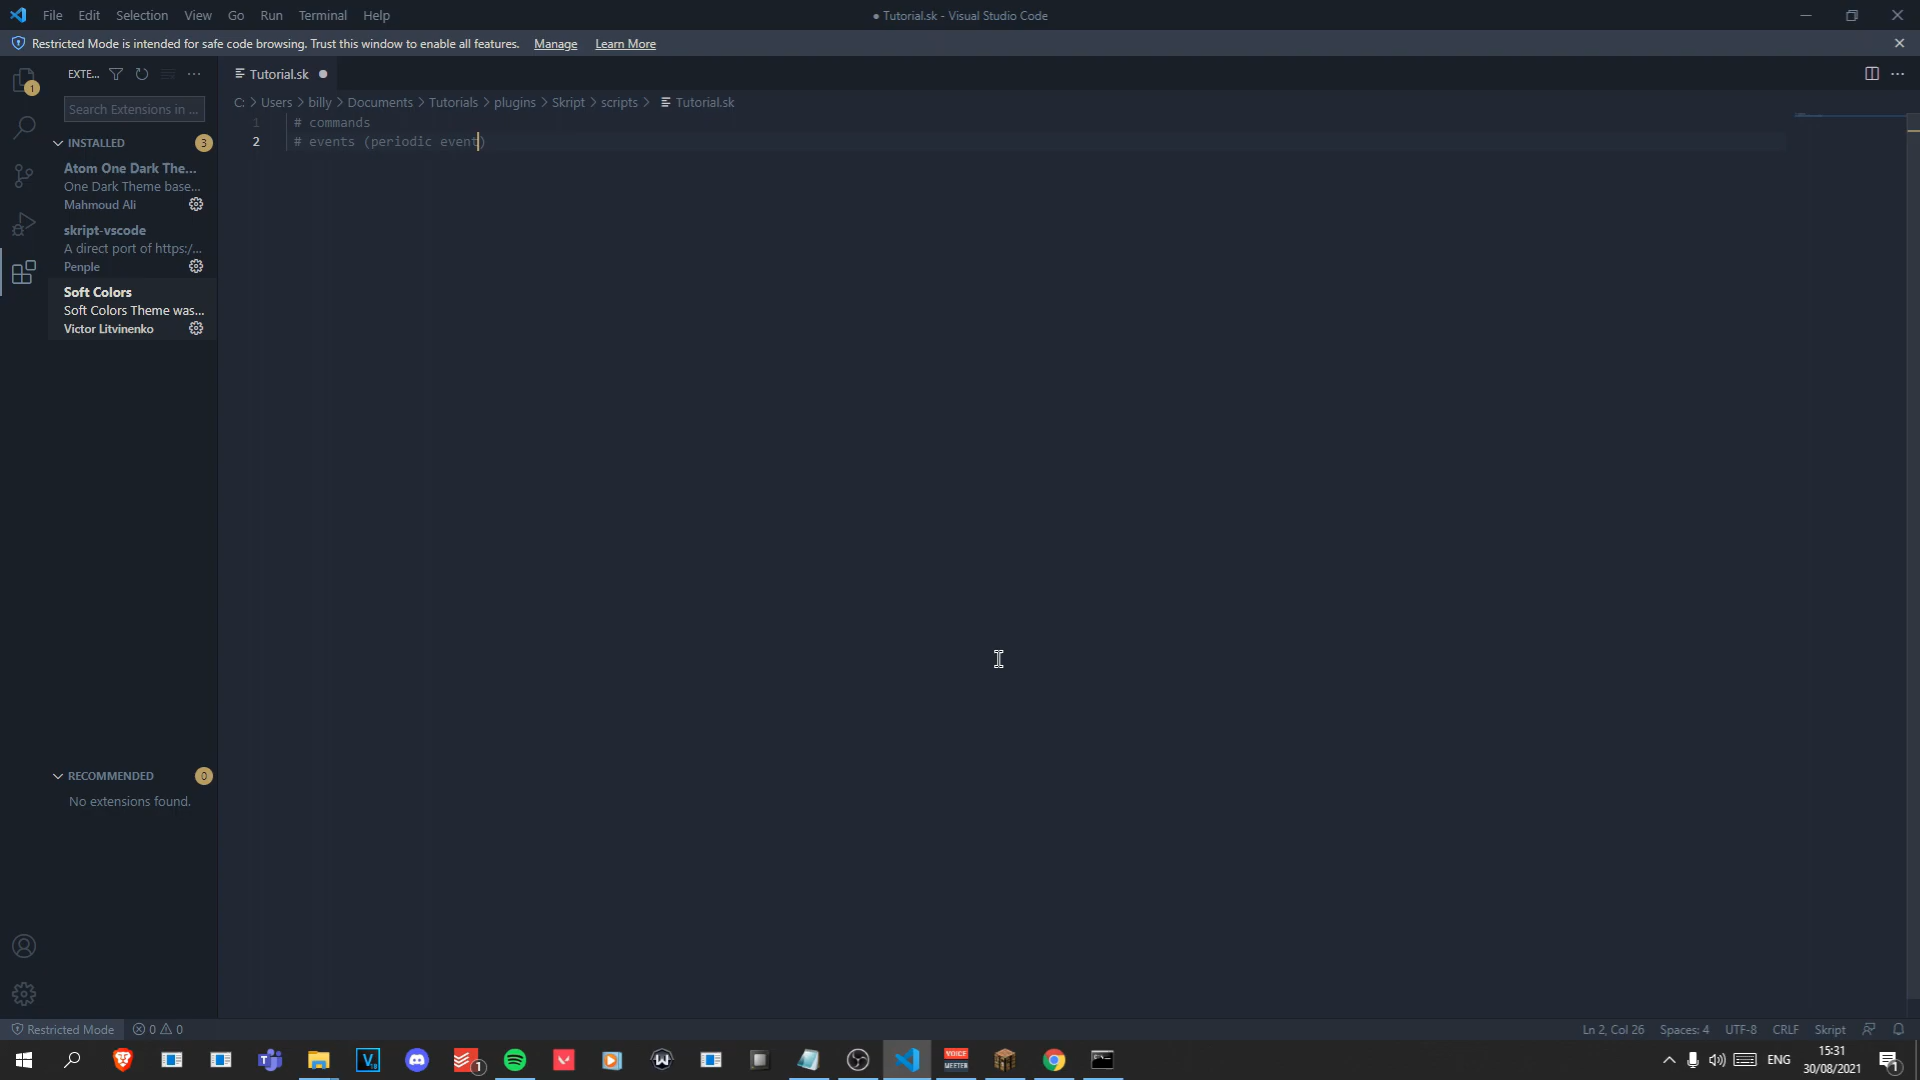 File Edit Selection View Go Run Terminal Help
● Tutorial.sk - Visual Studio Code
Restricted Mode is intended for safe code browsing. Trust this window to enable all features. Manage Learn More
EXTE...
Tutorial.sk
Search Extensions in ...
C: > Users > billy > Documents > Tutorials > plugins > Skript > scripts > Tutorial.sk
1 # commands
2 # events (periodic event)
INSTALLED 3
Atom One Dark The...
One Dark Theme base...
Mahmoud Ali
skript-vscode
A direct port of https:/...
Penple
Soft Colors
Soft Colors Theme was...
Victor Litvinenko
RECOMMENDED 0
No extensions found.
1
Restricted Mode 0 0
Ln 2, Col 26 Spaces: 4 UTF-8 CRLF Skript
1
VOICE
MEETER
ENG
15:31
30/08/2021
1